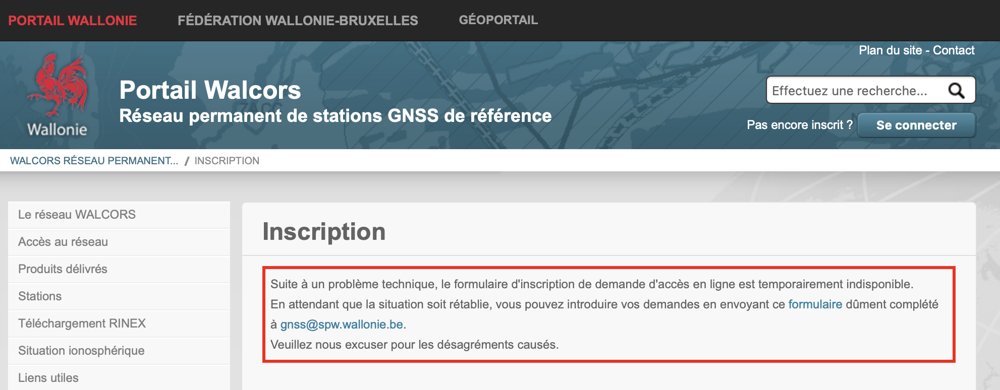 PORTAIL WALLONIE
FÉDÉRATION WALLONIE-BRUXELLES
GÉOPORTAIL
Plan du site - Contact
Wallonie
Portail Walcors
Réseau permanent de stations GNSS de référence
Effectuez une recherche...
Pas encore inscrit ?
Se connecter
WALCORS RÉSEAU PERMANENT... / INSCRIPTION
Le réseau WALCORS
Accès au réseau
Produits délivrés
Stations
Téléchargement RINEX
Situation ionosphérique
Liens utiles
Inscription
Suite à un problème technique, le formulaire d'inscription de demande d'accès en ligne est temporairement indisponible.
En attendant que la situation soit rétablie, vous pouvez introduire vos demandes en envoyant ce formulaire dûment complété
à gnss@spw.wallonie.be.
Veuillez nous excuser pour les désagréments causés.